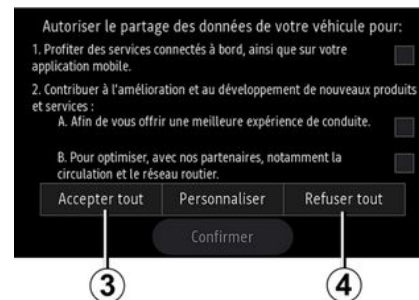 Autoriser le partage des données de votre véhicule pour:
1. Profiter des services connectés à bord, ainsi que sur votre
application mobile.
2. Contribuer à l'amélioration et au développement de nouveaux produits
et services :
A. Afin de vous offrir une meilleure expérience de conduite.
B. Pour optimiser, avec nos partenaires, notamment la
circulation et le réseau routier.
Accepter tout Personnaliser Refuser tout
Confirmer
3 4